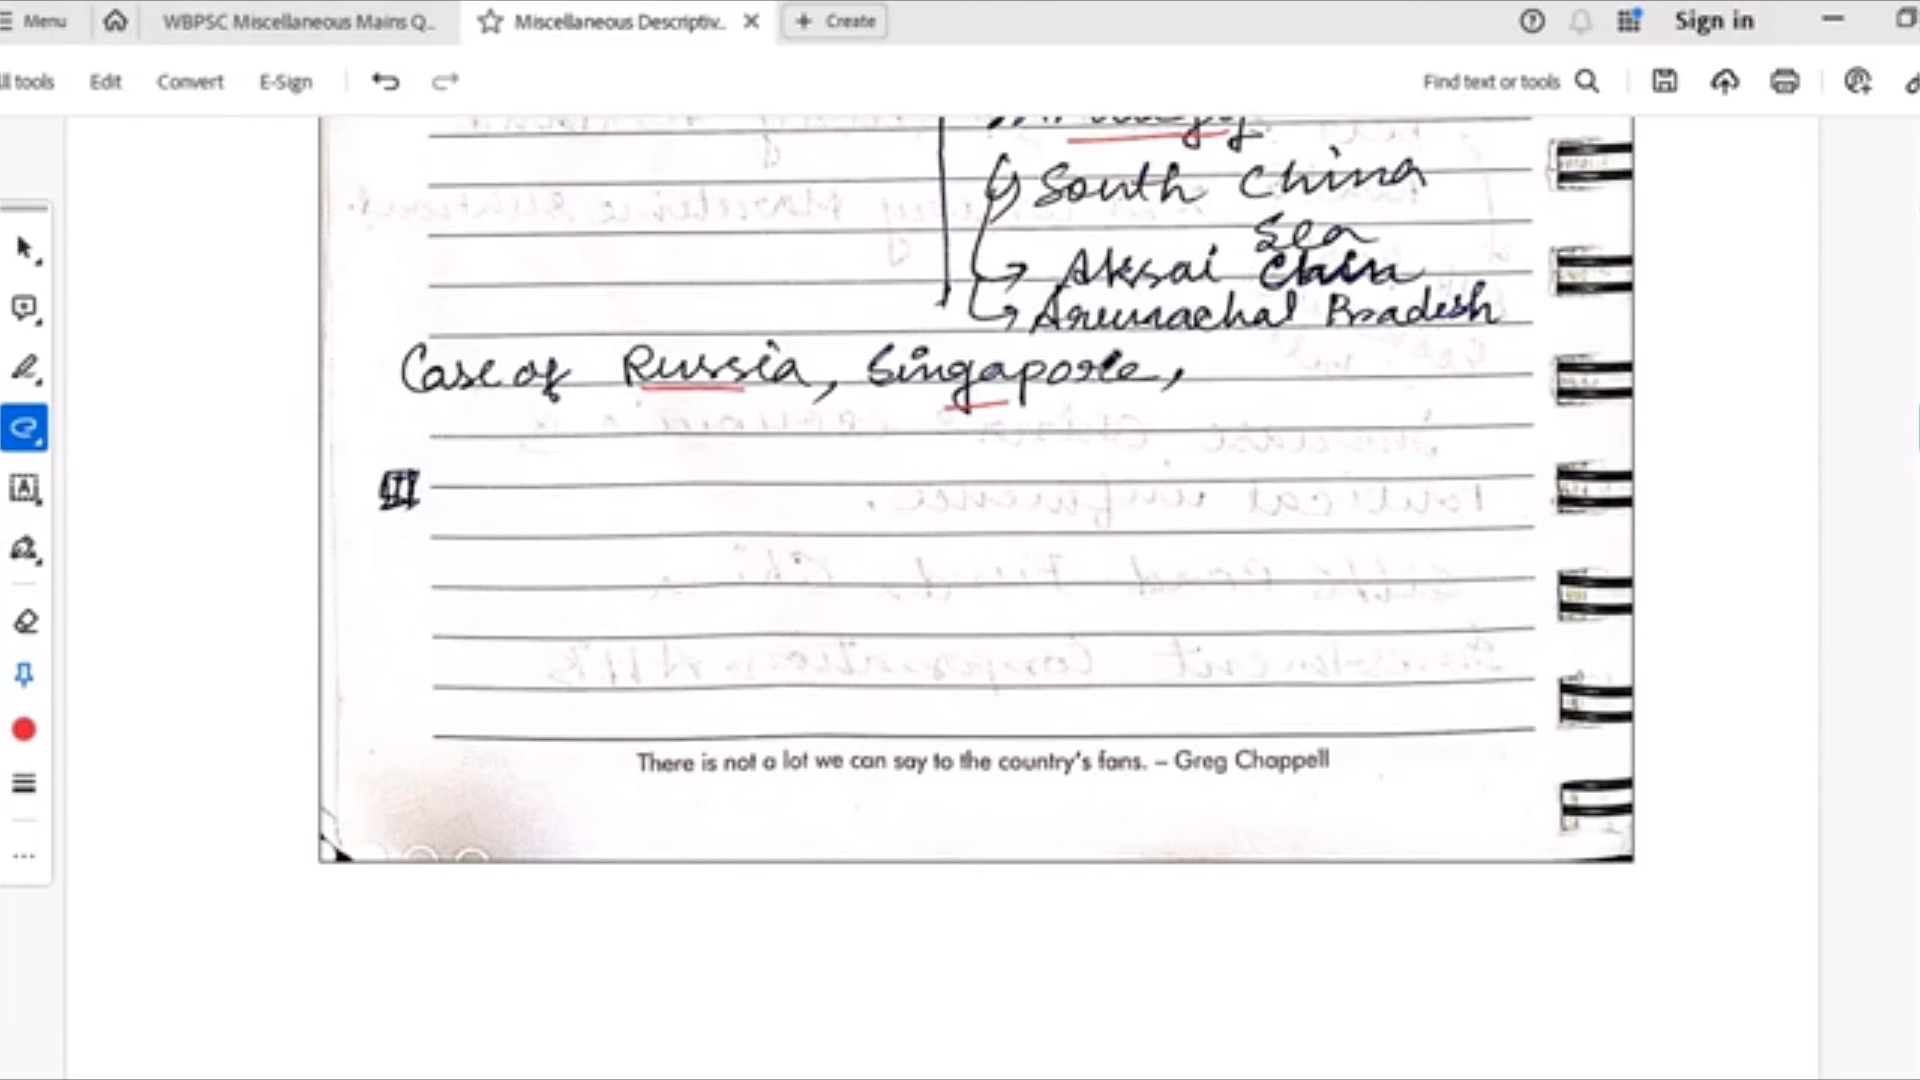 Menu
WBPSC Miscellaneous Mains Q...
Miscellaneous Descriptiv...
Create
Sign in
ll tools
Edit
Convert
E-Sign
Find text or tools
South China
Sea
Aksai Chin
Arunachal Pradesh
Case of Russia, Singapore,
III
There is not a lot we can say to the country's fans. – Greg Chappell